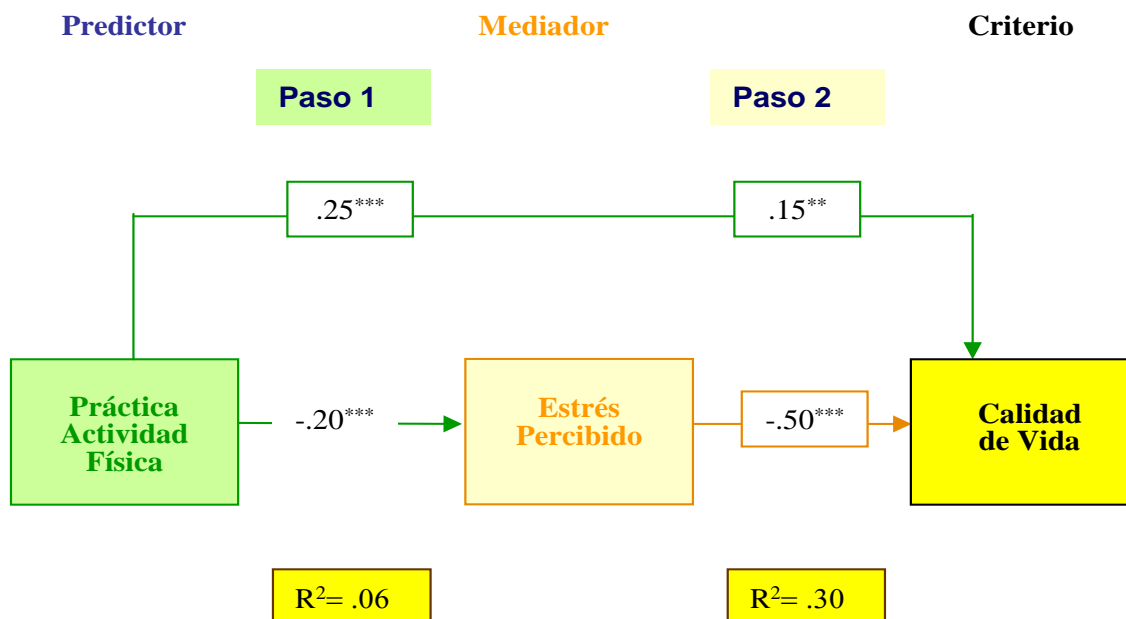 Predictor
Mediador
Criterio
Paso 1
Paso 2
.25***
.15**
Práctica
Actividad
Física
-.20***
Estrés
Percibido
-.50***
Calidad
de Vida
R²= .06
R²= .30